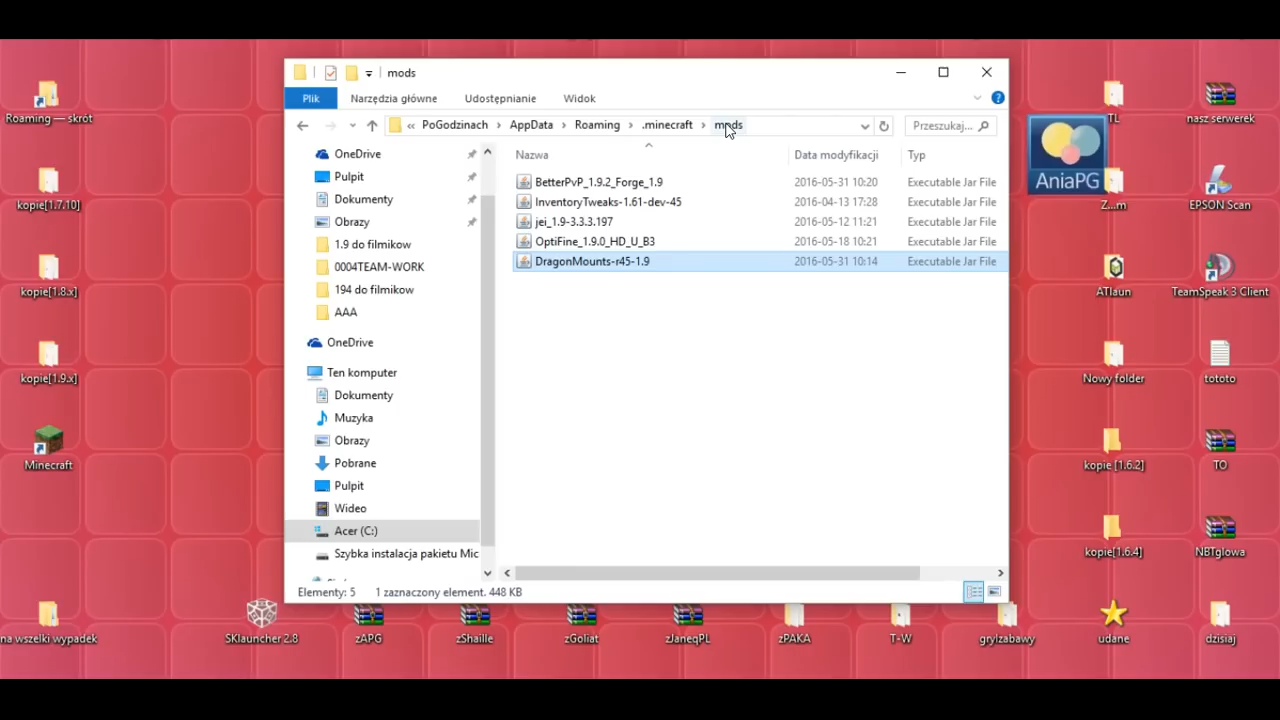 mods
Plik
Narzędzia główne
Udostępnianie
Widok
« PoGodzinach > AppData > Roaming > .minecraft > mods
Przeszukaj...
OneDrive
Pulpit
Dokumenty
Obrazy
1.9 do filmikow
0004TEAM-WORK
194 do filmikow
AAA
OneDrive
Ten komputer
Dokumenty
Muzyka
Obrazy
Pobrane
Pulpit
Wideo
Acer (C:)
Szybka instalacja pakietu Mic
Nazwa Data modyfikacji Typ
BetterPvP_1.9.2_Forge_1.9 2016-05-31 10:20 Executable Jar File
InventoryTweaks-1.61-dev-45 2016-04-13 17:28 Executable Jar File
jei_1.9-3.3.3.197 2016-05-12 11:21 Executable Jar File
OptiFine_1.9.0_HD_U_B3 2016-05-18 10:21 Executable Jar File
DragonMounts-r45-1.9 2016-05-31 10:14 Executable Jar File
Elementy: 5 1 zaznaczony element. 448 KB
Roaming — skrót
kopie[1.7.10]
kopie[1.8.x]
kopie[1.9.x]
Minecraft
na wszelki wypadek
SKlauncher 2.8
zAPG
zShaille
zGoliat
zJaneqPL
zPAKA
T-W
gryIzabawy
udane
dzisiaj
AniaPG
TL
nasz serwerek
Z...m
EPSON Scan
ATlaun
TeamSpeak 3 Client
Nowy folder
tototo
kopie [1.6.2]
TO
kopie[1.6.4]
NBTglowa